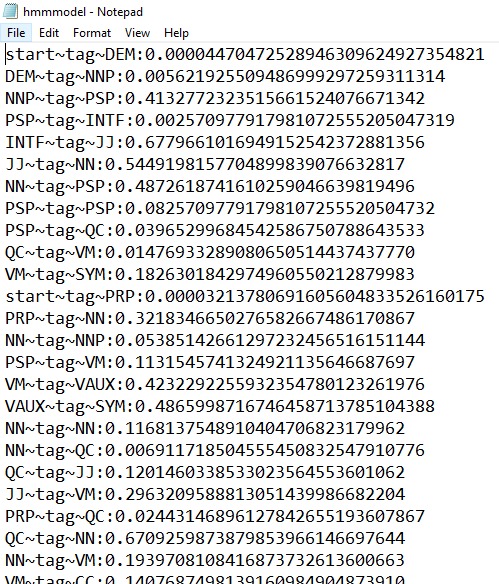 hmmmodel - Notepad
File Edit Format View Help
start~tag~DEM:0.00004470472528946309624927354821
DEM~tag~NNP:0.005621925509486999297259311314
NNP~tag~PSP:0.4132772323515661524076671342
PSP~tag~INTF:0.002570977917981072555205047319
INTF~tag~JJ:0.6779661016949152542372881356
JJ~tag~NN:0.5449198157704899839076632817
NN~tag~PSP:0.4872618741610259046639819496
PSP~tag~PSP:0.08257097791798107255520504732
PSP~tag~QC:0.03965299684542586750788643533
QC~tag~VM:0.01476933289080650514437437770
VM~tag~SYM:0.1826301842974960550212879983
start~tag~PRP:0.00003213780691605604833526160175
PRP~tag~NN:0.3218346650276582667486170867
NN~tag~NNP:0.05385142661297232456516151144
PSP~tag~VM:0.1131545741324921135646687697
VM~tag~VAUX:0.4232292255932354780123261976
VAUX~tag~SYM:0.4865998716746458713785104388
NN~tag~NN:0.1168137548910404706823179962
NN~tag~QC:0.006911718504555450832547910776
QC~tag~JJ:0.1201460338533023564553601062
JJ~tag~VM:0.2963209588813051439986682204
PRP~tag~QC:0.02443146896127842655193607867
QC~tag~NN:0.6709259873879853966146697644
NN~tag~VM:0.1939708108416873732613600663
VM~tag~CC:0.1407687498139160984904873910